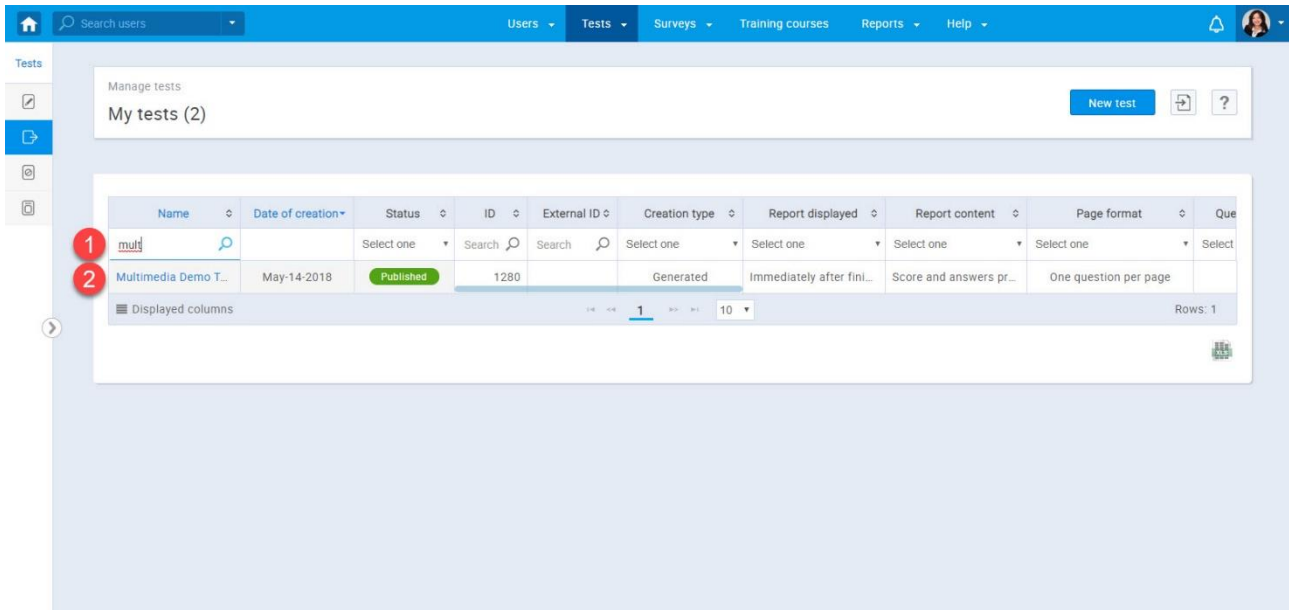 Search users Users Tests Surveys Training courses Reports Help
Tests
Manage tests
My tests (2)
New test
?
Name Date of creation Status ID External ID Creation type Report displayed Report content Page format Que
1 mult Select one Search Search Select one Select one Select one Select one Select
2 Multimedia Demo T... May-14-2018 Published 1280 Generated Immediately after fini... Score and answers pr... One question per page
Displayed columns 1 10 Rows: 1